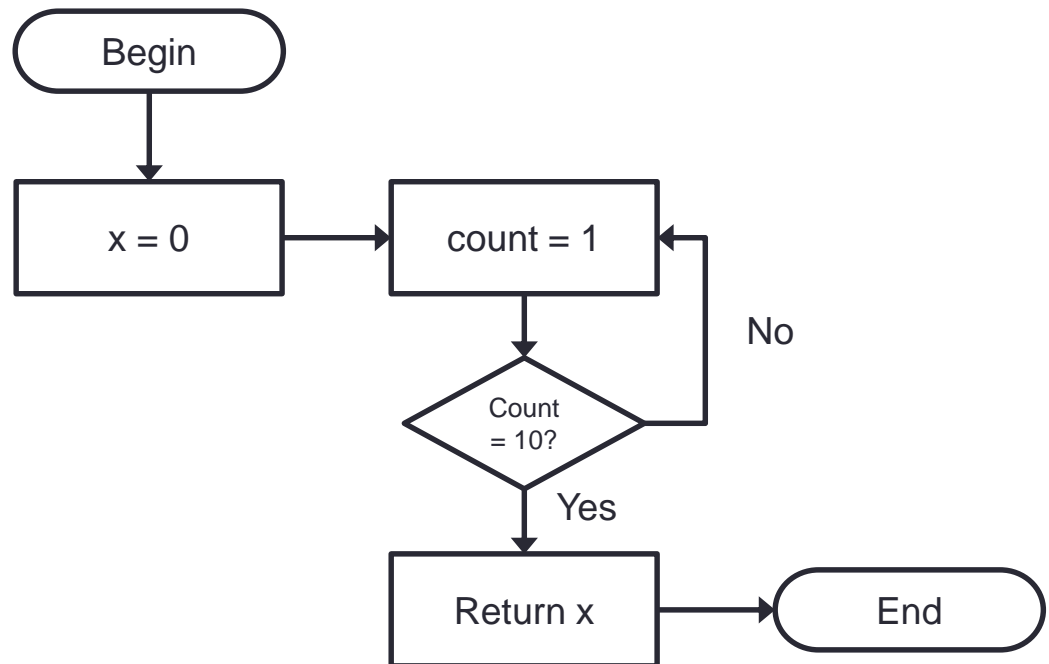 Begin
x = 0
count = 1
No
Count
= 10?
Yes
Return x
End